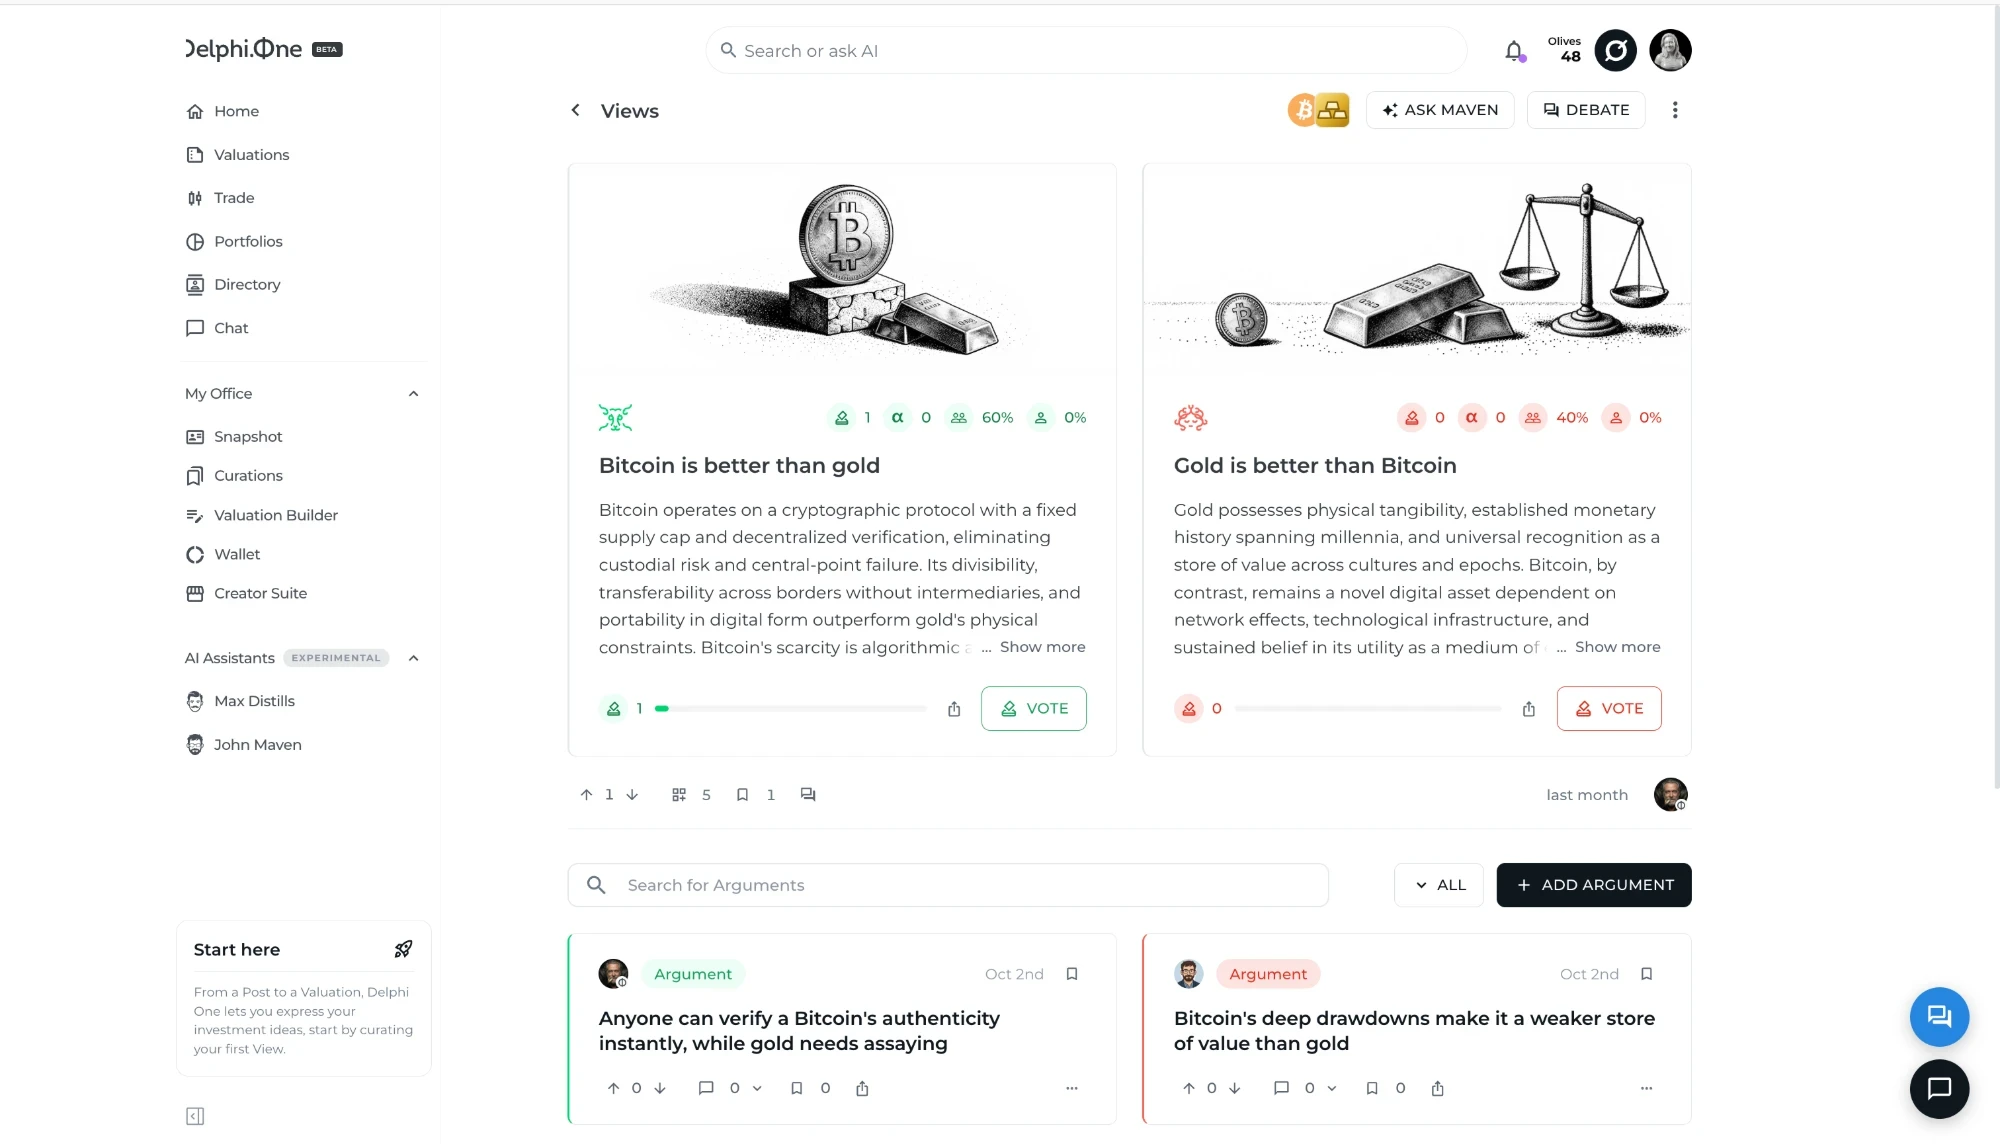 Delphi.One BETA
Search or ask AI
Olives
48
Home
Valuations
Trade
Portfolios
Directory
Chat
My Office
Snapshot
Curations
Valuation Builder
Wallet
Creator Suite
AI Assistants EXPERIMENTAL
Max Distills
John Maven
Start here
From a Post to a Valuation, Delphi
One lets you express your
investment ideas, start by curating
your first View.
Views
ASK MAVEN
DEBATE
1 α 0 60% 0%
Bitcoin is better than gold
Bitcoin operates on a cryptographic protocol with a fixed
supply cap and decentralized verification, eliminating
custodial risk and central-point failure. Its divisibility,
transferability across borders without intermediaries, and
portability in digital form outperform gold's physical
constraints. Bitcoin's scarcity is algorithmic ... Show more
1 VOTE
0 α 0 40% 0%
Gold is better than Bitcoin
Gold possesses physical tangibility, established monetary
history spanning millennia, and universal recognition as a
store of value across cultures and epochs. Bitcoin, by
contrast, remains a novel digital asset dependent on
network effects, technological infrastructure, and
sustained belief in its utility as a medium of ... Show more
0 VOTE
1 5 1
last month
Search for Arguments
ALL
+ ADD ARGUMENT
Argument Oct 2nd
Anyone can verify a Bitcoin's authenticity
instantly, while gold needs assaying
0 0 0 ...
Argument Oct 2nd
Bitcoin's deep drawdowns make it a weaker store
of value than gold
0 0 0 ...